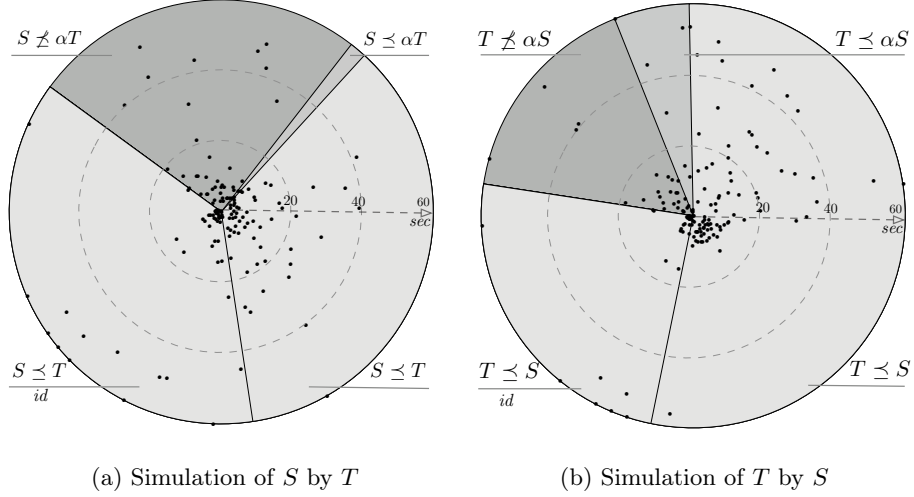 S ⋠ αT S ⪯ αT T ⋠ αS T ⪯ αS
20 40 60 20 40 60
sec sec
S ⪯ T S ⪯ T T ⪯ S T ⪯ S
id id
(a) Simulation of S by T (b) Simulation of T by S